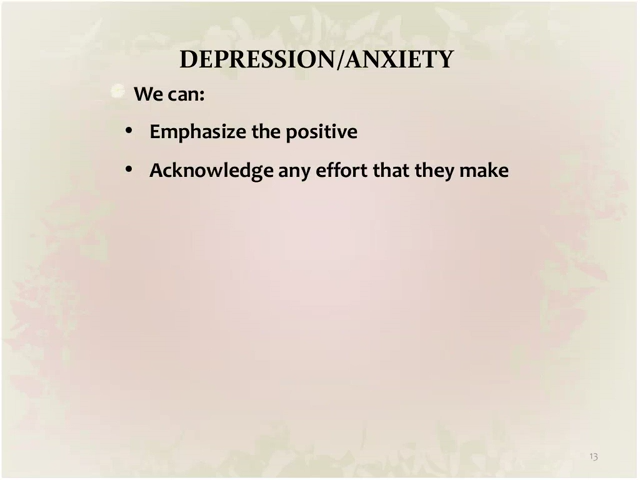 DEPRESSION/ANXIETY
We can:
• Emphasize the positive
• Acknowledge any effort that they make
13